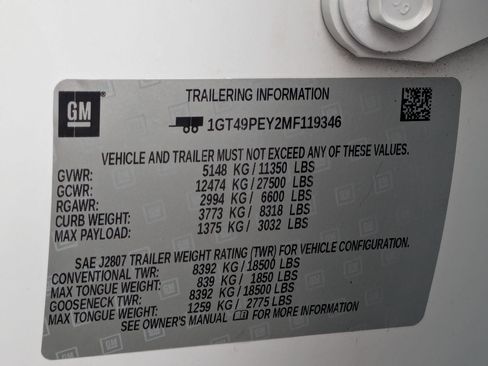 GM
TRAILERING INFORMATION
1GT49PEY2MF119346
VEHICLE AND TRAILER MUST NOT EXCEED ANY OF THESE VALUES.
GVWR: 5148 KG/11350 LBS
GCWR: 12474 KG/27500 LBS
RGAWR: 2994 KG/ 6600 LBS
CURB WEIGHT: 3773 KG/ 8318 LBS
MAX PAYLOAD: 1375 KG/ 3032 LBS
SAE J2807 TRAILER WEIGHT RATING (TWR) FOR VEHICLE CONFIGURATION.
CONVENTIONAL TWR: 8392 KG/18500 LBS
MAX TONGUE WEIGHT: 839 KG/ 1850 LBS
GOOSENECK TWR: 8392 KG/18500 LBS
MAX TONGUE WEIGHT: 1259 KG/ 2775 LBS
SEE OWNER'S MANUAL FOR MORE INFORMATION